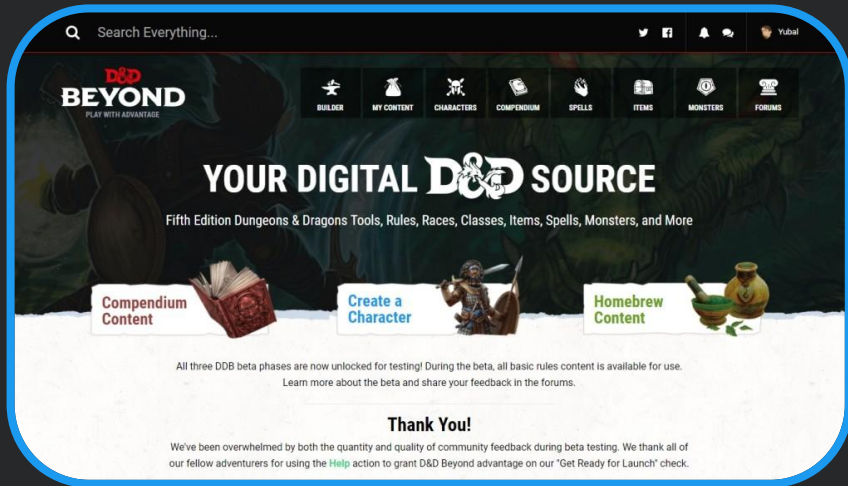 Search Everything...
Yubal
D&D
BEYOND
PLAY WITH ADVANTAGE
BUILDER
MY CONTENT
CHARACTERS
COMPENDIUM
SPELLS
ITEMS
MONSTERS
FORUMS
YOUR DIGITAL D&D SOURCE
Fifth Edition Dungeons & Dragons Tools, Rules, Races, Classes, Items, Spells, Monsters, and More
Compendium
Content
Create a
Character
Homebrew
Content
All three DDB beta phases are now unlocked for testing! During the beta, all basic rules content is available for use.
Learn more about the beta and share your feedback in the forums.
Thank You!
We've been overwhelmed by both the quantity and quality of community feedback during beta testing. We thank all of
our fellow adventurers for using the Help action to grant D&D Beyond advantage on our "Get Ready for Launch" check.